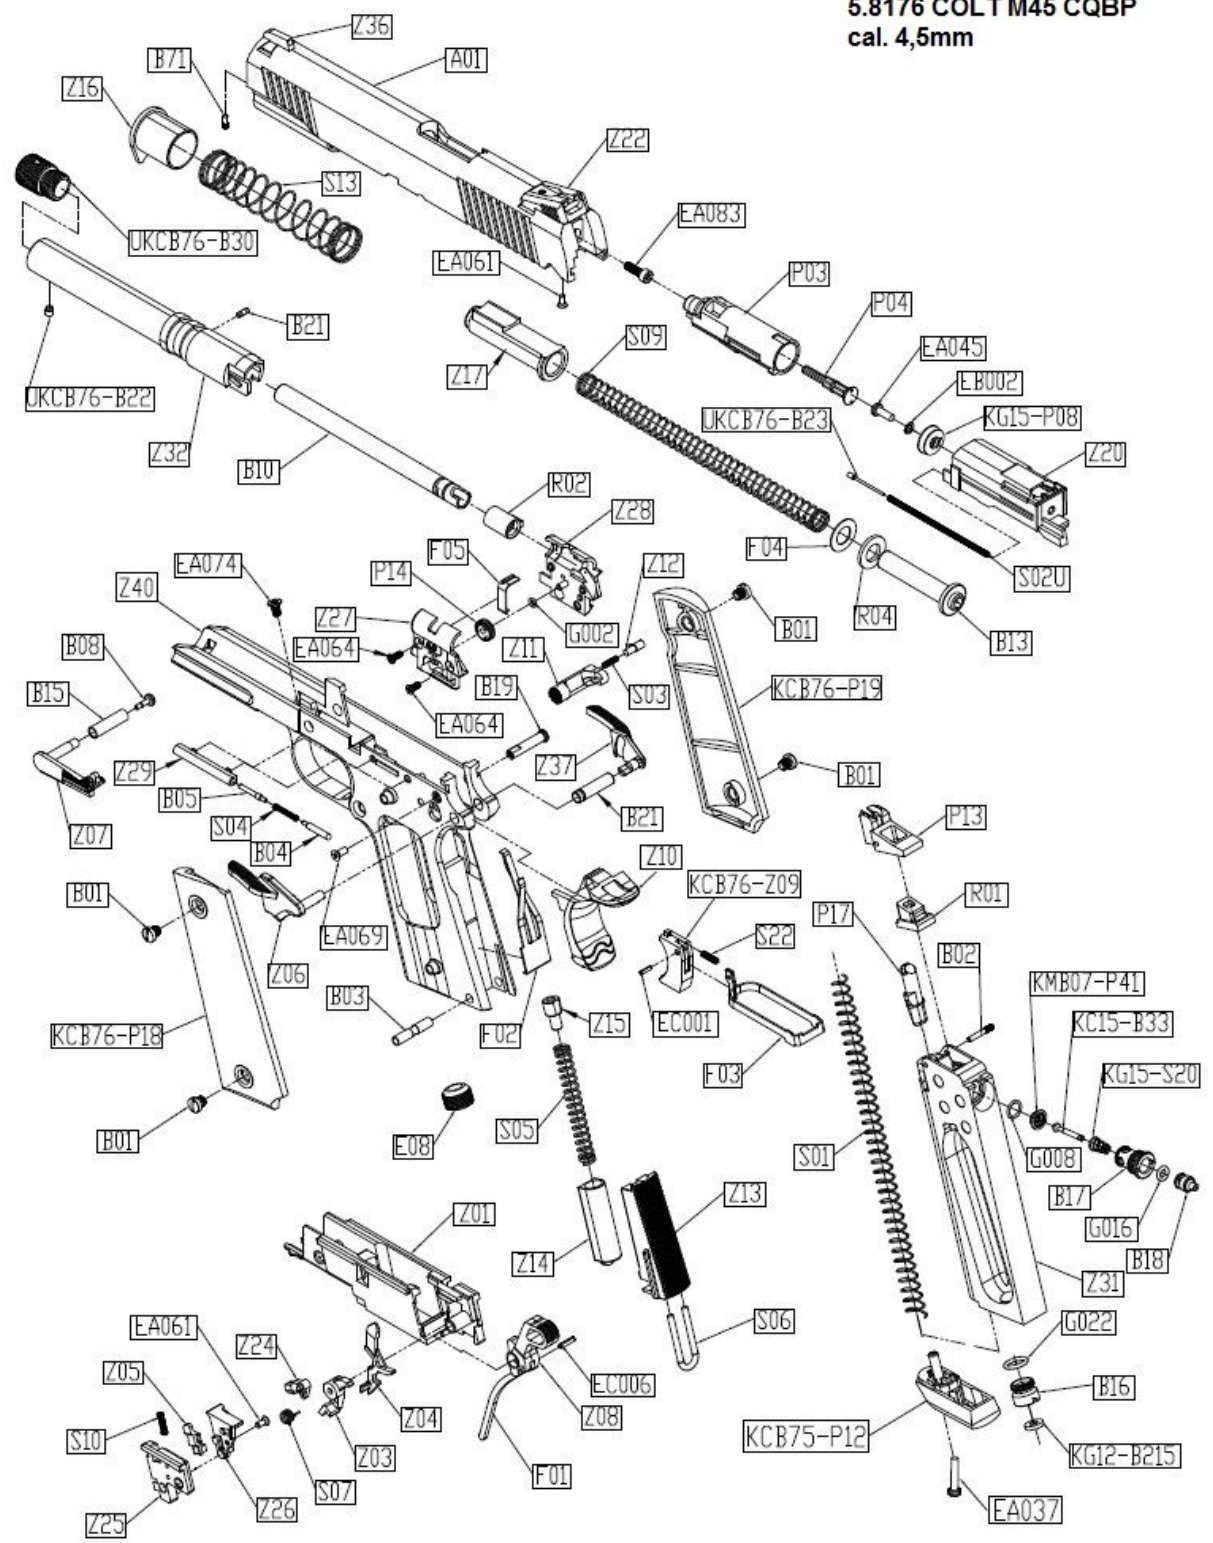 5.8176 COLT M45 CQBP
cal. 4,5mm
Z36
B71
A01
Z16
Z22
S13
EA083
UKCB76-B30
EA061
P03
P04
B21
S09
EA045
Z17
EB002
UKCB76-B22
UKCB76-B23
KG15-P08
Z32
Z20
B10
R02
Z28
F04
F05
S02U
EA074
P14
Z12
R04
Z40
Z27
G002
B01
B13
EA064
Z11
B08
B19
S03
KCB76-P19
B15
EA064
Z29
Z37
B01
B05
B21
P13
Z07
S04
B04
Z10
KCB76-Z09
B01
R01
P17
EA069
S22
B02
Z06
KMB07-P41
B03
Z15
EC001
KC15-B33
KCB76-P18
F02
F03
KG15-S20
B01
E08
S05
S01
G008
B17
Z01
Z13
G016
Z14
B18
Z31
EA061
S06
G022
Z24
Z05
EC006
B16
Z04
Z08
S10
KCB75-P12
Z03
KG12-B215
F01
S07
Z26
EA037
Z25